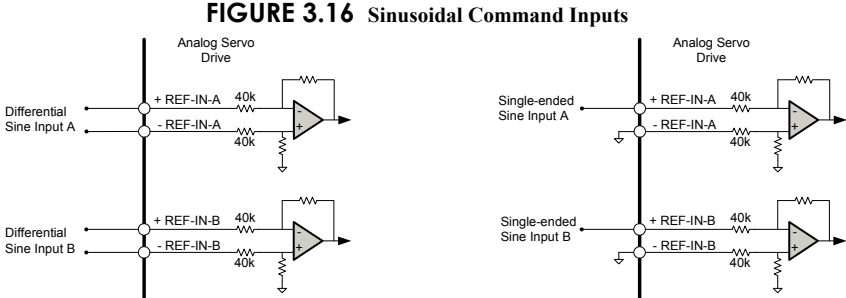 FIGURE 3.16 Sinusoidal Command Inputs
Analog Servo
Drive
Differential
Sine Input A
+ REF-IN-A
40k
- REF-IN-A
40k
-
+
Differential
Sine Input B
+ REF-IN-B
40k
- REF-IN-B
40k
-
+
Analog Servo
Drive
Single-ended
Sine Input A
+ REF-IN-A
40k
- REF-IN-A
40k
-
+
Single-ended
Sine Input B
+ REF-IN-B
40k
- REF-IN-B
40k
-
+